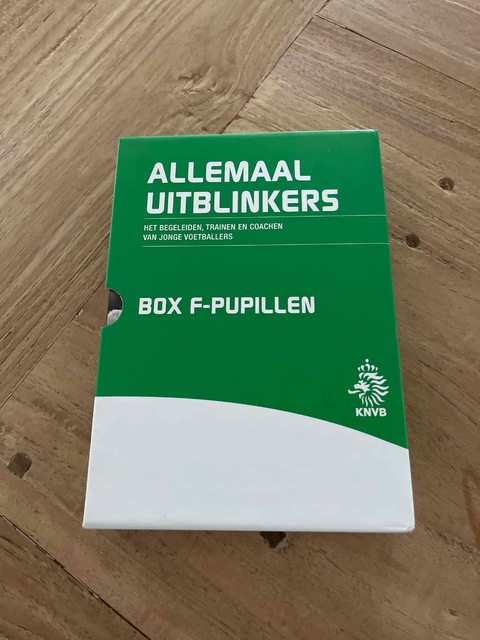 ALLEMAAL
UITBLINKERS
HET BEGELEIDEN, TRAINEN EN COACHEN
VAN JONGE VOETBALLERS
BOX F-PUPILLEN
KNVB